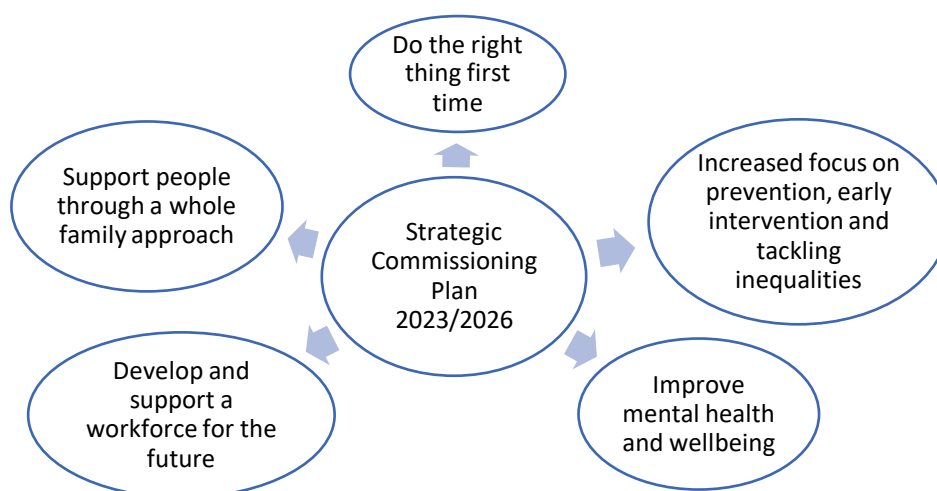 Do the right
thing first
time
Support people
through a whole
family approach
Increased focus on
prevention, early
intervention and
tackling
inequalities
Strategic
Commissioning
Plan
2023/2026
Develop and
support a
workforce for the
future
Improve
mental health
and wellbeing